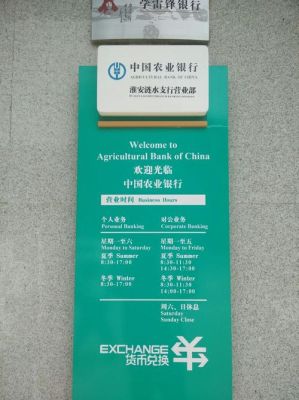 学雷锋银行
中国农业银行
AGRICULTURAL BANK OF CHINA
淮安涟水支行营业部
Welcome to
Agricultural Bank of China
欢迎光临
中国农业银行
营业时间 Business Hours
个人业务
Personal Banking
星期一至六
Monday to Saturday
夏季 Summer
8:30-17:00
冬季 Winter
8:30-17:00
对公业务
Corporate Banking
星期一至五
Monday to Friday
夏季 Summer
8:30-11:30
14:30-17:00
冬季 Winter
8:30-11:30
14:00-17:00
周六、日休息
Saturday
Sunday Close
EXCHANGE
货币兑换